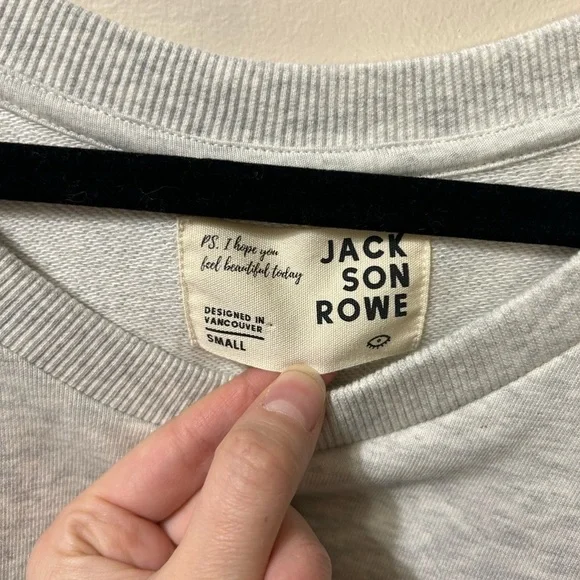 P.S. I hope you
feel beautiful today
DESIGNED IN
VANCOUVER
SMALL
JACK
SON
ROWE